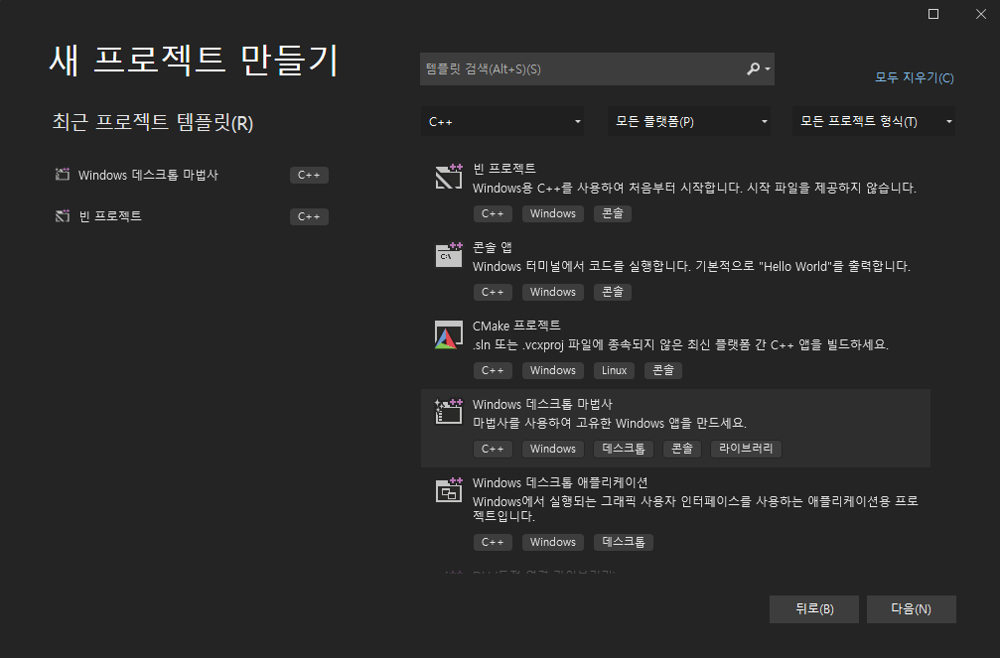 새 프로젝트 만들기
템플릿 검색(Alt+S)(S)
모두 지우기(C)
최근 프로젝트 템플릿(R)
Windows 데스크톱 마법사
C++
빈 프로젝트
C++
C++
모든 플랫폼(P)
모든 프로젝트 형식(T)
빈 프로젝트
Windows용 C++를 사용하여 처음부터 시작합니다. 시작 파일을 제공하지 않습니다.
C++ Windows 콘솔
콘솔 앱
Windows 터미널에서 코드를 실행합니다. 기본적으로 "Hello World"를 출력합니다.
C++ Windows 콘솔
CMake 프로젝트
.sln 또는 .vcxproj 파일에 종속되지 않은 최신 플랫폼 간 C++ 앱을 빌드하세요.
C++ Windows Linux 콘솔
Windows 데스크톱 마법사
마법사를 사용하여 고유한 Windows 앱을 만드세요.
C++ Windows 데스크톱 콘솔 라이브러리
Windows 데스크톱 애플리케이션
Windows에서 실행되는 그래픽 사용자 인터페이스를 사용하는 애플리케이션용 프로
젝트입니다.
C++ Windows 데스크톱
뒤로(B)
다음(N)